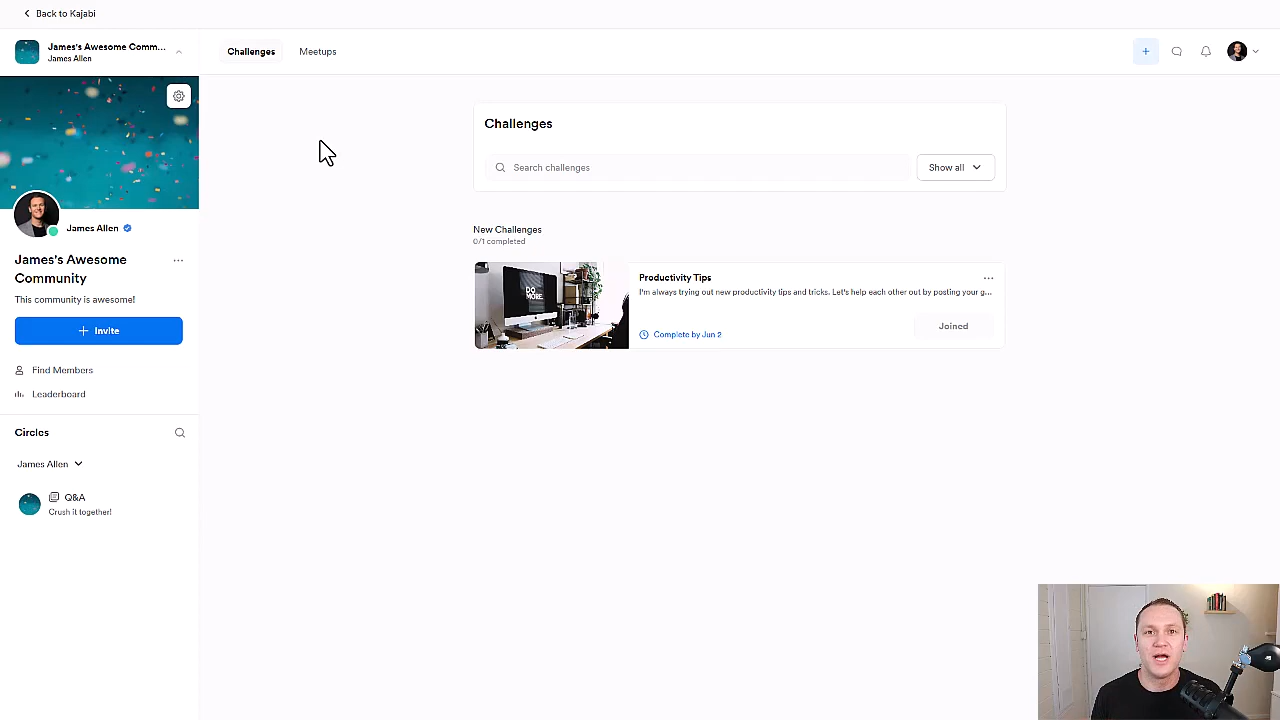 Back to Kajabi
James's Awesome Comm...
James Allen
Challenges
Meetups
James Allen
James's Awesome
Community
This community is awesome!
Invite
Find Members
Leaderboard
Circles
James Allen
Q&A
Crush it together!
Challenges
Search challenges
Show all
New Challenges
0/1 completed
DO
MORE.
Productivity Tips
I'm always trying out new productivity tips and tricks. Let's help each other out by posting your g...
Complete by Jun 2
Joined